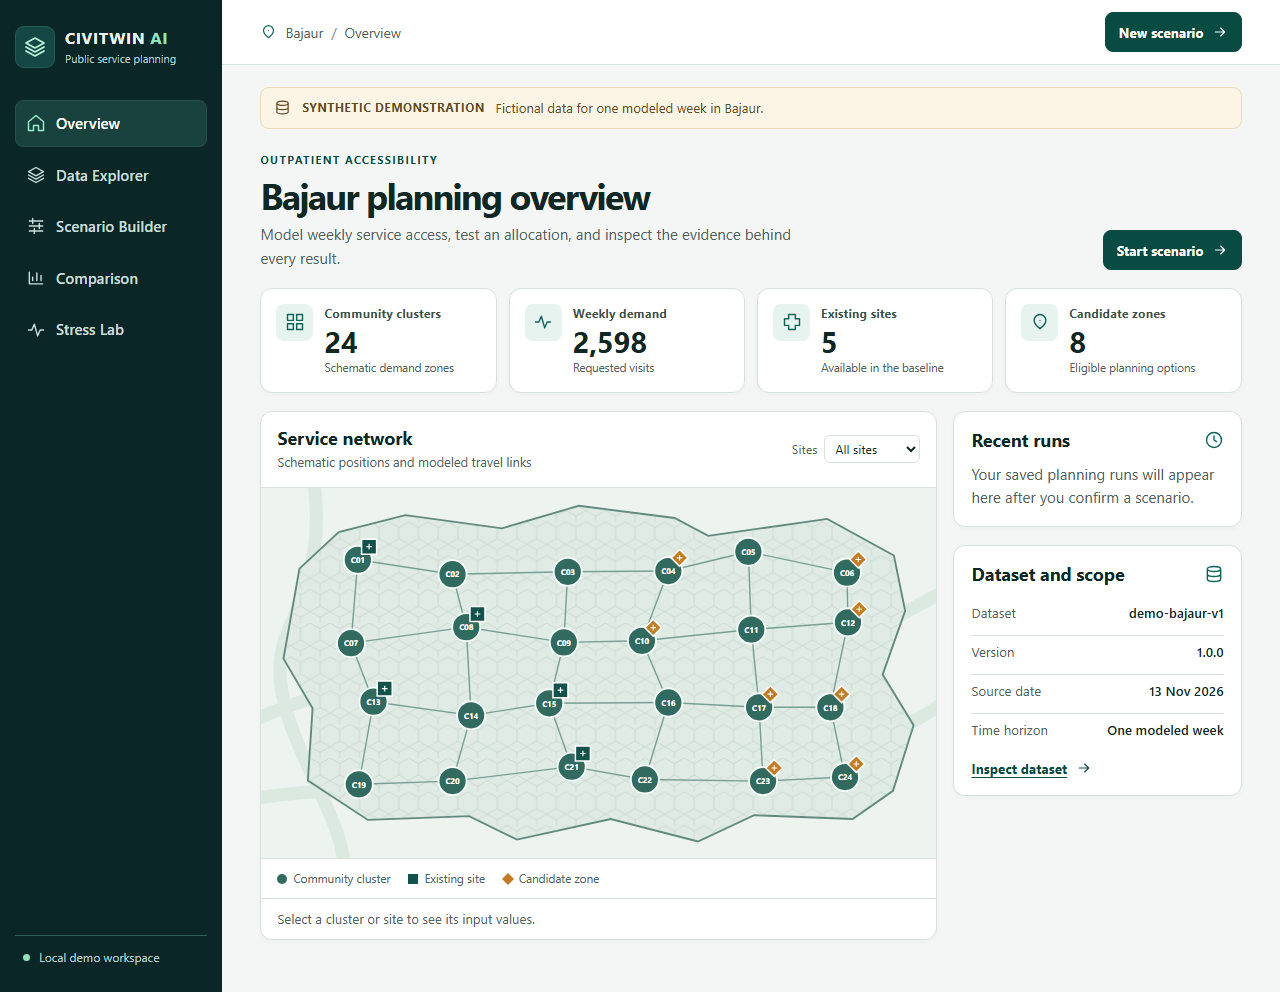 CIVITWIN AI
Public service planning
Overview
Data Explorer
Scenario Builder
Comparison
Stress Lab
Local demo workspace
Bajaur / Overview
New scenario
SYNTHETIC DEMONSTRATION Fictional data for one modeled week in Bajaur.
OUTPATIENT ACCESSIBILITY
Bajaur planning overview
Model weekly service access, test an allocation, and inspect the evidence behind
every result.
Start scenario
Community clusters
24
Schematic demand zones
Weekly demand
2,598
Requested visits
Existing sites
5
Available in the baseline
Candidate zones
8
Eligible planning options
Service network
Schematic positions and modeled travel links
Sites All sites
C01
C02
C03
C04
C05
C06
C07
C08
C09
C10
C11
C12
C13
C14
C15
C16
C17
C18
C19
C20
C21
C22
C23
C24
Community cluster
Existing site
Candidate zone
Select a cluster or site to see its input values.
Recent runs
Your saved planning runs will appear
here after you confirm a scenario.
Dataset and scope
Dataset demo-bajaur-v1
Version 1.0.0
Source date 13 Nov 2026
Time horizon One modeled week
Inspect dataset